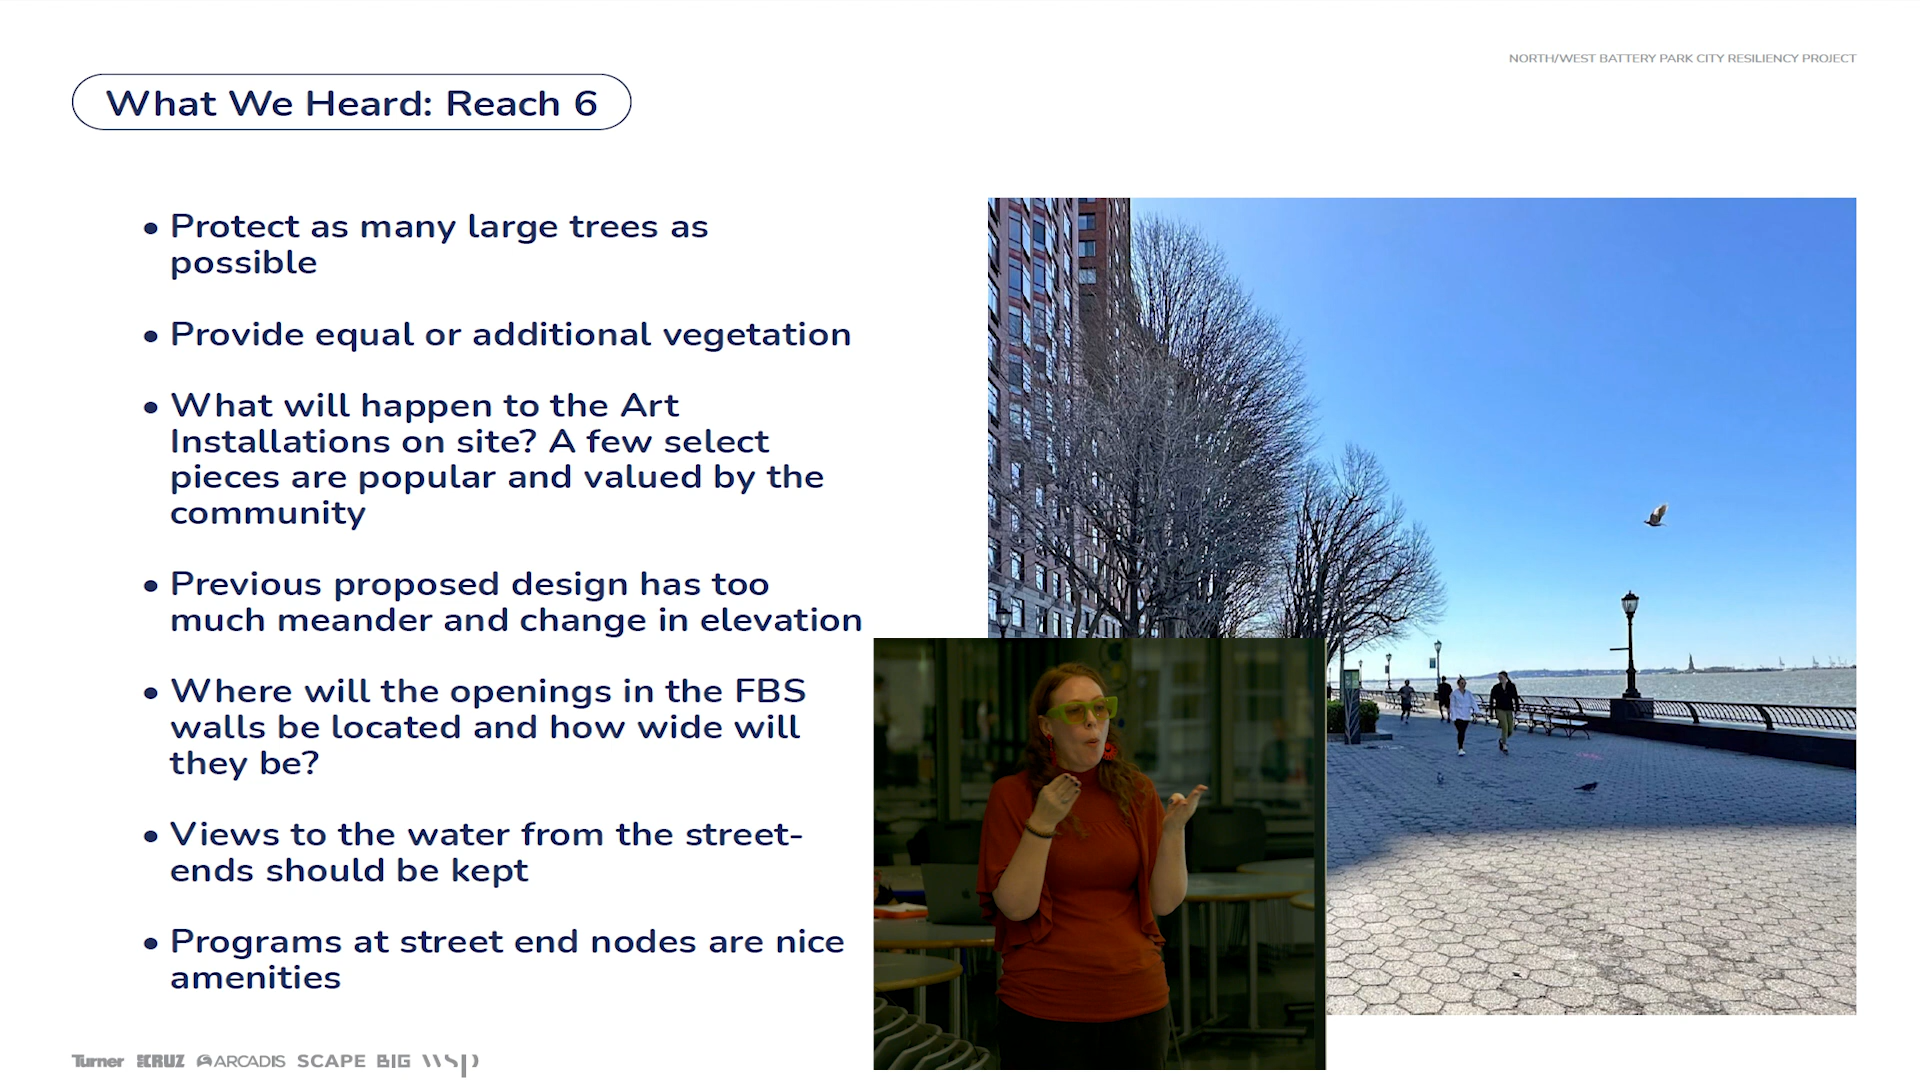 NORTH/WEST BATTERY PARK CITY RESILIENCY PROJECT
What We Heard: Reach 6
• Protect as many large trees as
possible
• Provide equal or additional vegetation
• What will happen to the Art
Installations on site? A few select
pieces are popular and valued by the
community
• Previous proposed design has too
much meander and change in elevation
• Where will the openings in the FBS
walls be located and how wide will
they be?
• Views to the water from the street-
ends should be kept
• Programs at street end nodes are nice
amenities
Turner CRUZ ARCADIS SCAPE BIG wsp